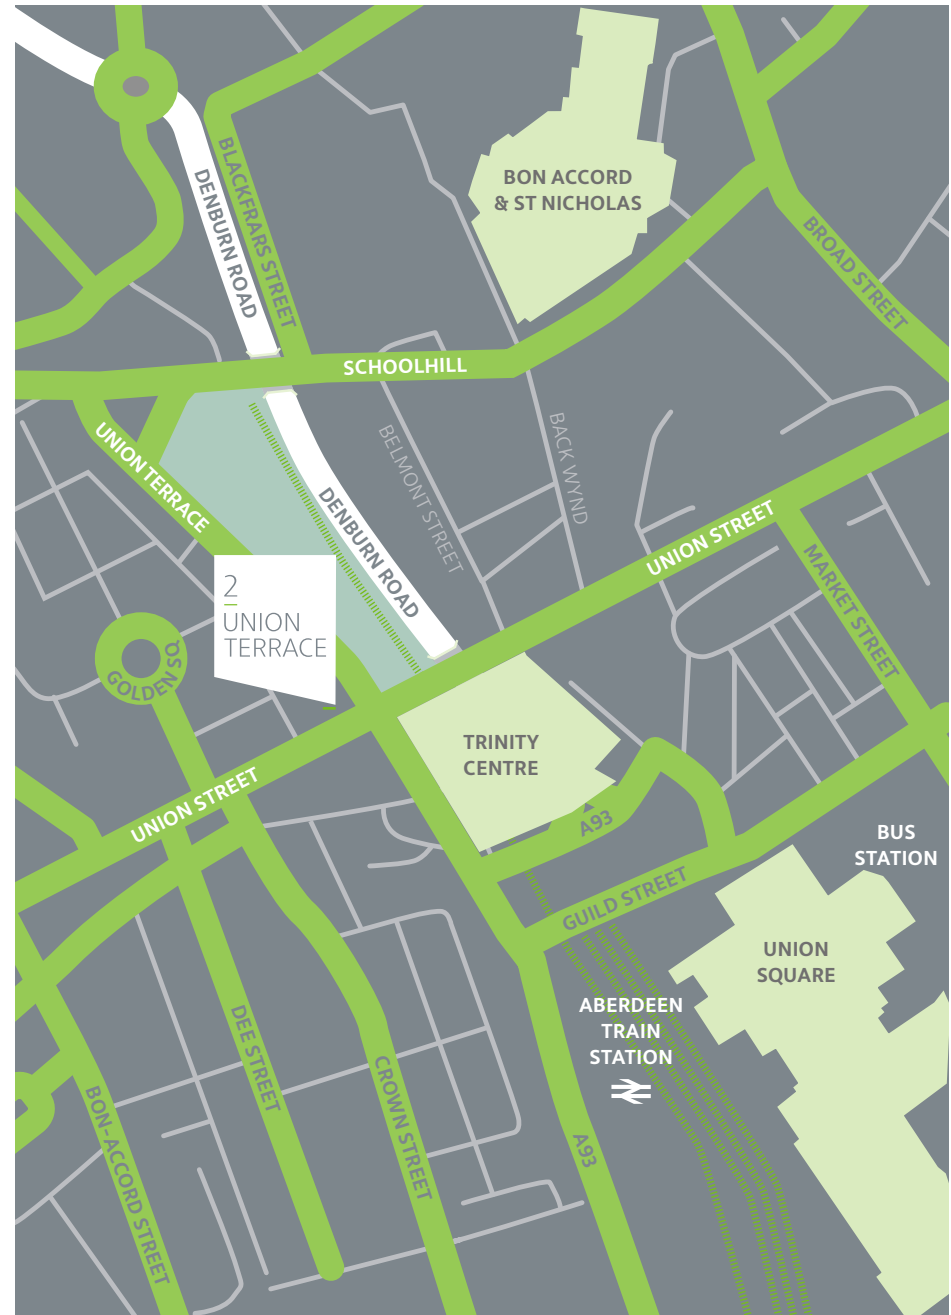 BON ACCORD
& ST NICHOLAS
DENBURN ROAD
BLACKFRARS STREET
BROAD STREET
SCHOOLHILL
UNION TERRACE
BELMONT STREET
BACK WYND
DENBURN ROAD
UNION STREET
MARKET STREET
2
UNION
TERRACE
GOLDEN SQ.
TRINITY
CENTRE
UNION STREET
A93
BUS
STATION
GUILD STREET
UNION
SQUARE
ABERDEEN
TRAIN
STATION
DEE STREET
CROWN STREET
BON-ACCORD STREET
A93